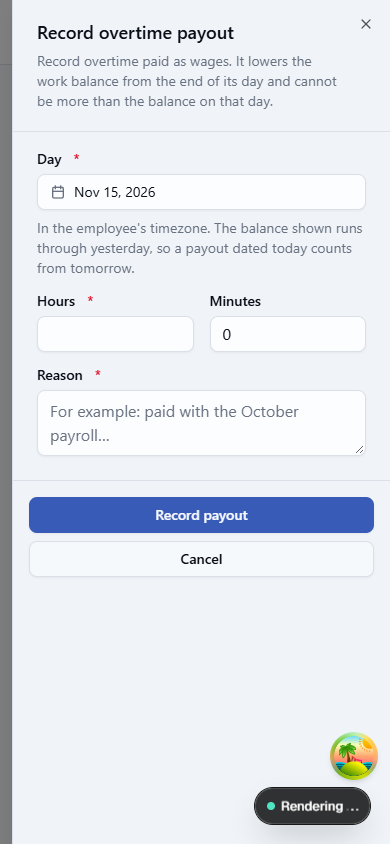 Record overtime payout
Record overtime paid as wages. It lowers the
work balance from the end of its day and cannot
be more than the balance on that day.
Day *
Nov 15, 2026
In the employee's timezone. The balance shown runs
through yesterday, so a payout dated today counts
from tomorrow.
Hours * Minutes
0
Reason *
For example: paid with the October
payroll...
Record payout
Cancel
Rendering ...